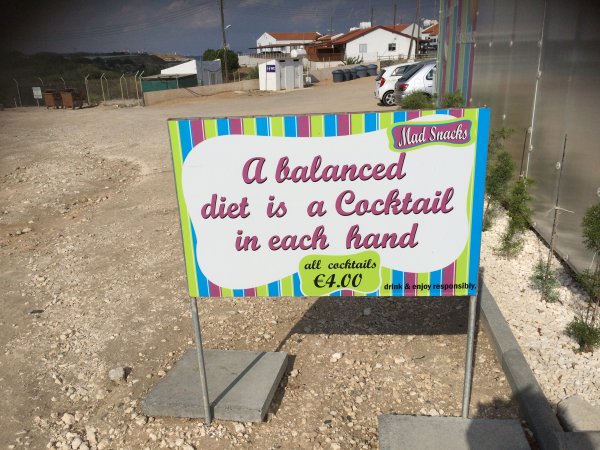 Mad Snacks
A balanced
diet is a Cocktail
in each hand
all cocktails
€4.00
drink & enjoy responsibly.